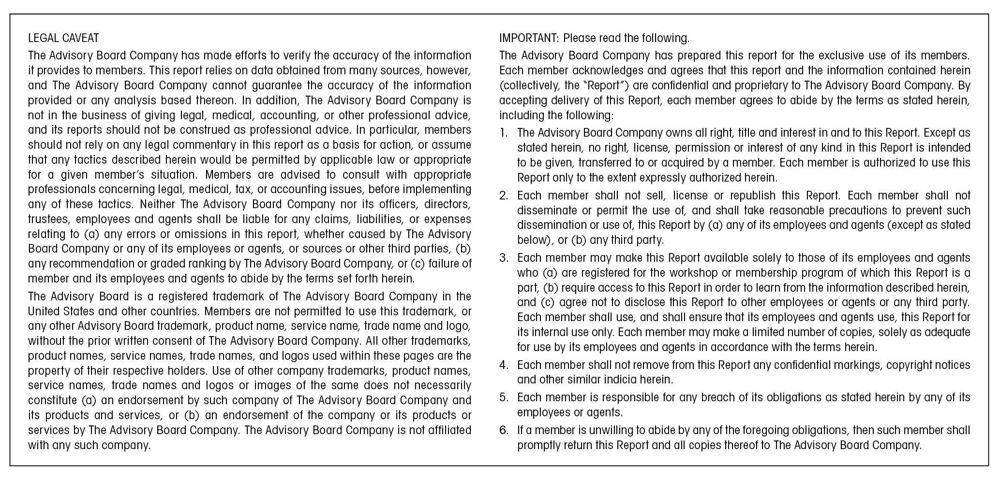 LEGAL CAVEAT
The Advisory Board Company has made efforts to verify the accuracy of the information
it provides to members. This report relies on data obtained from many sources, however,
and The Advisory Board Company cannot guarantee the accuracy of the information
provided or any analysis based thereon. In addition, The Advisory Board Company is
not in the business of giving legal, medical, accounting, or other professional advice,
and its reports should not be construed as professional advice. In particular, members
should not rely on any legal commentary in this report as a basis for action, or assume
that any tactics described herein would be permitted by applicable law or appropriate
for a given member’s situation. Members are advised to consult with appropriate
professionals concerning legal, medical, tax, or accounting issues, before implementing
any of these tactics. Neither The Advisory Board Company nor its officers, directors,
trustees, employees and agents shall be liable for any claims, liabilities, or expenses
relating to (a) any errors or omissions in this report, whether caused by The Advisory
Board Company or any of its employees or agents, or sources or other third parties, (b)
any recommendation or graded ranking by The Advisory Board Company, or (c) failure of
member and its employees and agents to abide by the terms set forth herein.
The Advisory Board is a registered trademark of The Advisory Board Company in the
United States and other countries. Members are not permitted to use this trademark, or
any other Advisory Board trademark, product name, service name, trade name and logo,
without the prior written consent of The Advisory Board Company. All other trademarks,
product names, service names, trade names, and logos used within these pages are the
property of their respective holders. Use of other company trademarks, product names,
service names, trade names and logos or images of the same does not necessarily
constitute (a) an endorsement by such company of The Advisory Board Company and
its products and services, or (b) an endorsement of the company or its products or
services by The Advisory Board Company. The Advisory Board Company is not affiliated
with any such company.
IMPORTANT: Please read the following.
The Advisory Board Company has prepared this report for the exclusive use of its members.
Each member acknowledges and agrees that this report and the information contained herein
(collectively, the “Report”) are confidential and proprietary to The Advisory Board Company. By
accepting delivery of this Report, each member agrees to abide by the terms as stated herein,
including the following:
1. The Advisory Board Company owns all right, title and interest in and to this Report. Except as
stated herein, no right, license, permission or interest of any kind in this Report is intended
to be given, transferred to or acquired by a member. Each member is authorized to use this
Report only to the extent expressly authorized herein.
2. Each member shall not sell, license or republish this Report. Each member shall not
disseminate or permit the use of, and shall take reasonable precautions to prevent such
dissemination or use of, this Report by (a) any of its employees and agents (except as stated
below), or (b) any third party.
3. Each member may make this Report available solely to those of its employees and agents
who (a) are registered for the workshop or membership program of which this Report is a
part, (b) require access to this Report in order to learn from the information described herein,
and (c) agree not to disclose this Report to other employees or agents or any third party.
Each member shall use, and shall ensure that its employees and agents use, this Report for
its internal use only. Each member may make a limited number of copies, solely as adequate
for use by its employees and agents in accordance with the terms herein.
4. Each member shall not remove from this Report any confidential markings, copyright notices
and other similar indicia herein.
5. Each member is responsible for any breach of its obligations as stated herein by any of its
employees or agents.
6. If a member is unwilling to abide by any of the foregoing obligations, then such member shall
promptly return this Report and all copies thereof to The Advisory Board Company.